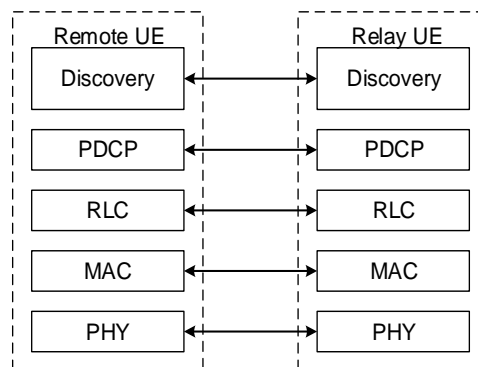 Remote UE Relay UE
Discovery Discovery
PDCP PDCP
RLC RLC
MAC MAC
PHY PHY